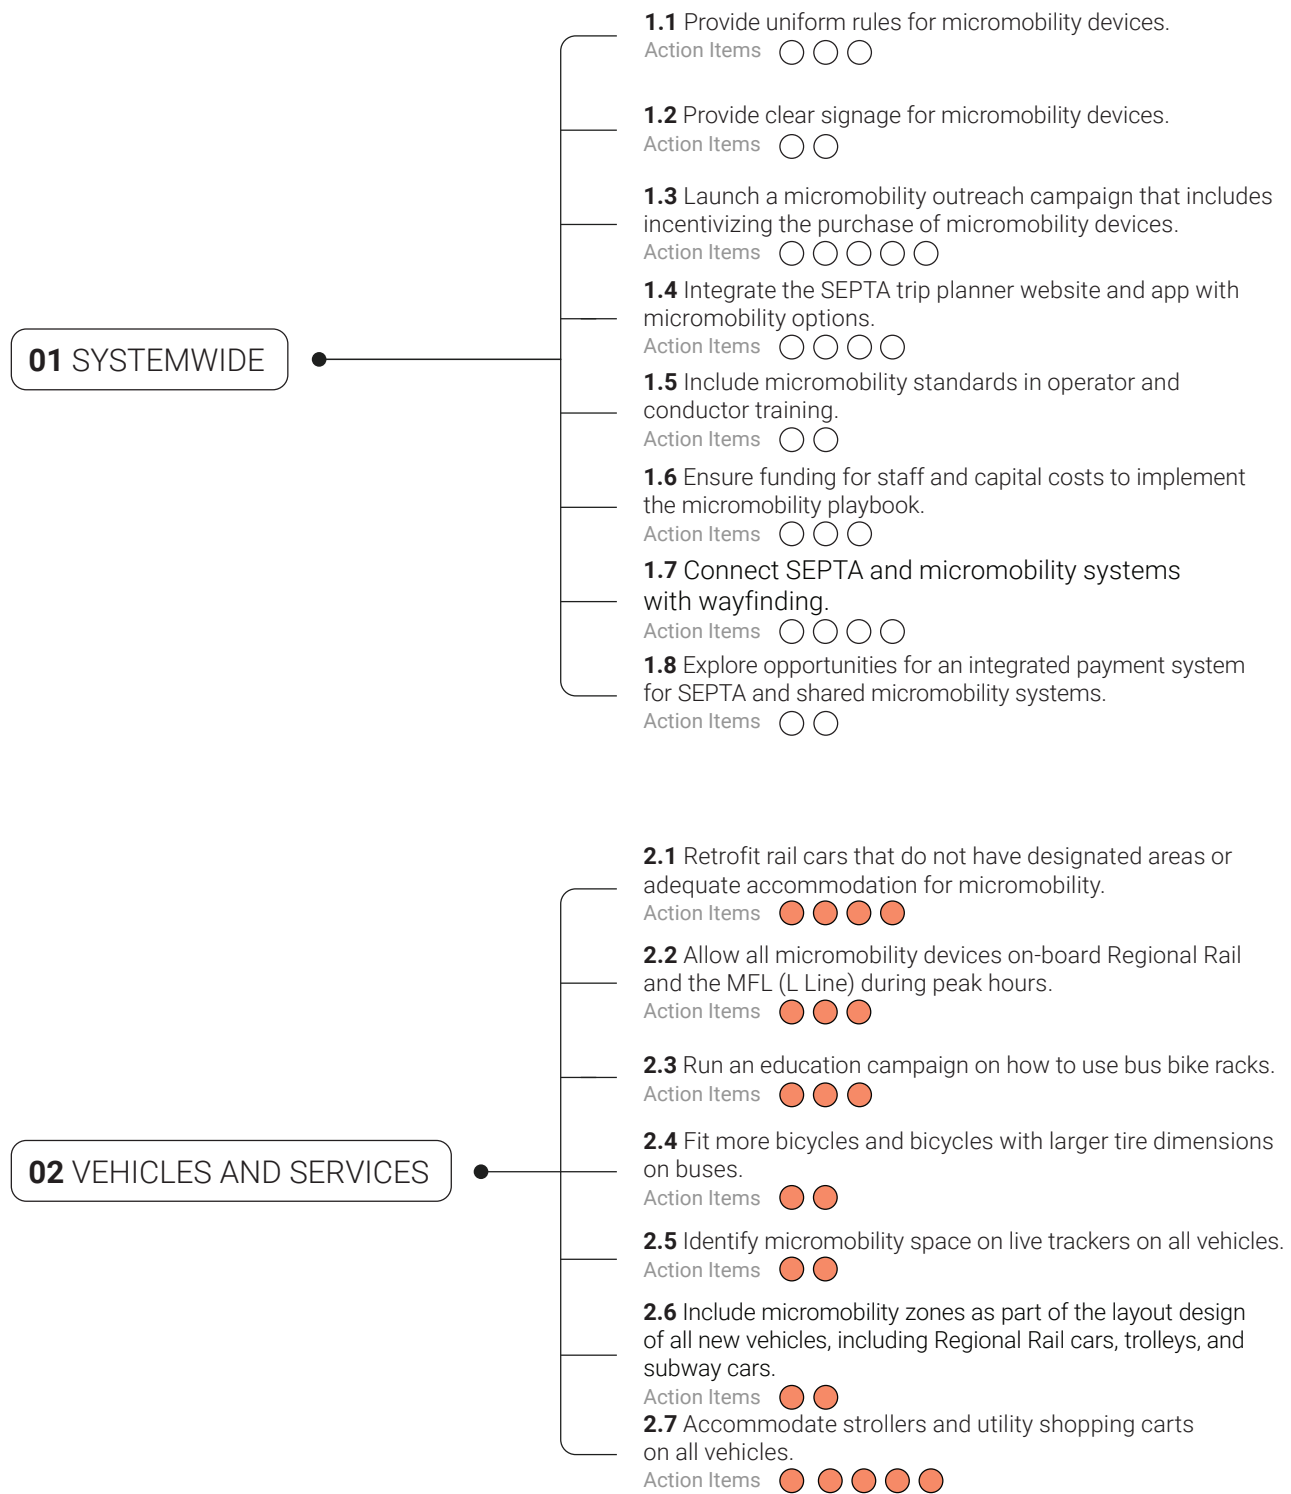 1.1 Provide uniform rules for micromobility devices.
Action Items
1.2 Provide clear signage for micromobility devices.
Action Items
1.3 Launch a micromobility outreach campaign that includes
incentivizing the purchase of micromobility devices.
Action Items
1.4 Integrate the SEPTA trip planner website and app with
micromobility options.
Action Items
01 SYSTEMWIDE
1.5 Include micromobility standards in operator and
conductor training.
Action Items
1.6 Ensure funding for staff and capital costs to implement
the micromobility playbook.
Action Items
1.7 Connect SEPTA and micromobility systems
with wayfinding.
Action Items
1.8 Explore opportunities for an integrated payment system
for SEPTA and shared micromobility systems.
Action Items
2.1 Retrofit rail cars that do not have designated areas or
adequate accommodation for micromobility.
Action Items
2.2 Allow all micromobility devices on-board Regional Rail
and the MFL (L Line) during peak hours.
Action Items
2.3 Run an education campaign on how to use bus bike racks.
Action Items
2.4 Fit more bicycles and bicycles with larger tire dimensions
on buses.
Action Items
02 VEHICLES AND SERVICES
2.5 Identify micromobility space on live trackers on all vehicles.
Action Items
2.6 Include micromobility zones as part of the layout design
of all new vehicles, including Regional Rail cars, trolleys, and
subway cars.
Action Items
2.7 Accommodate strollers and utility shopping carts
on all vehicles.
Action Items